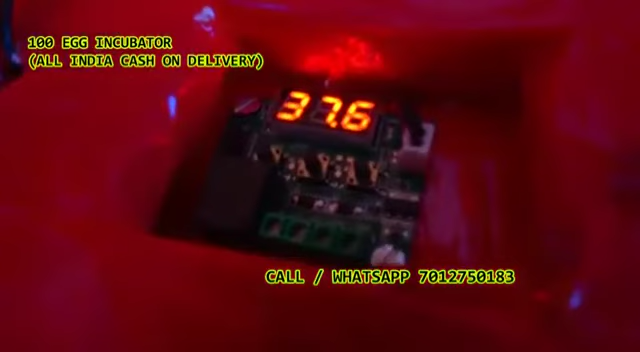 100 EGG INCUBATOR
(ALL INDIA CASH ON DELIVERY)
37.6
CALL / WHATSAPP 7012750183